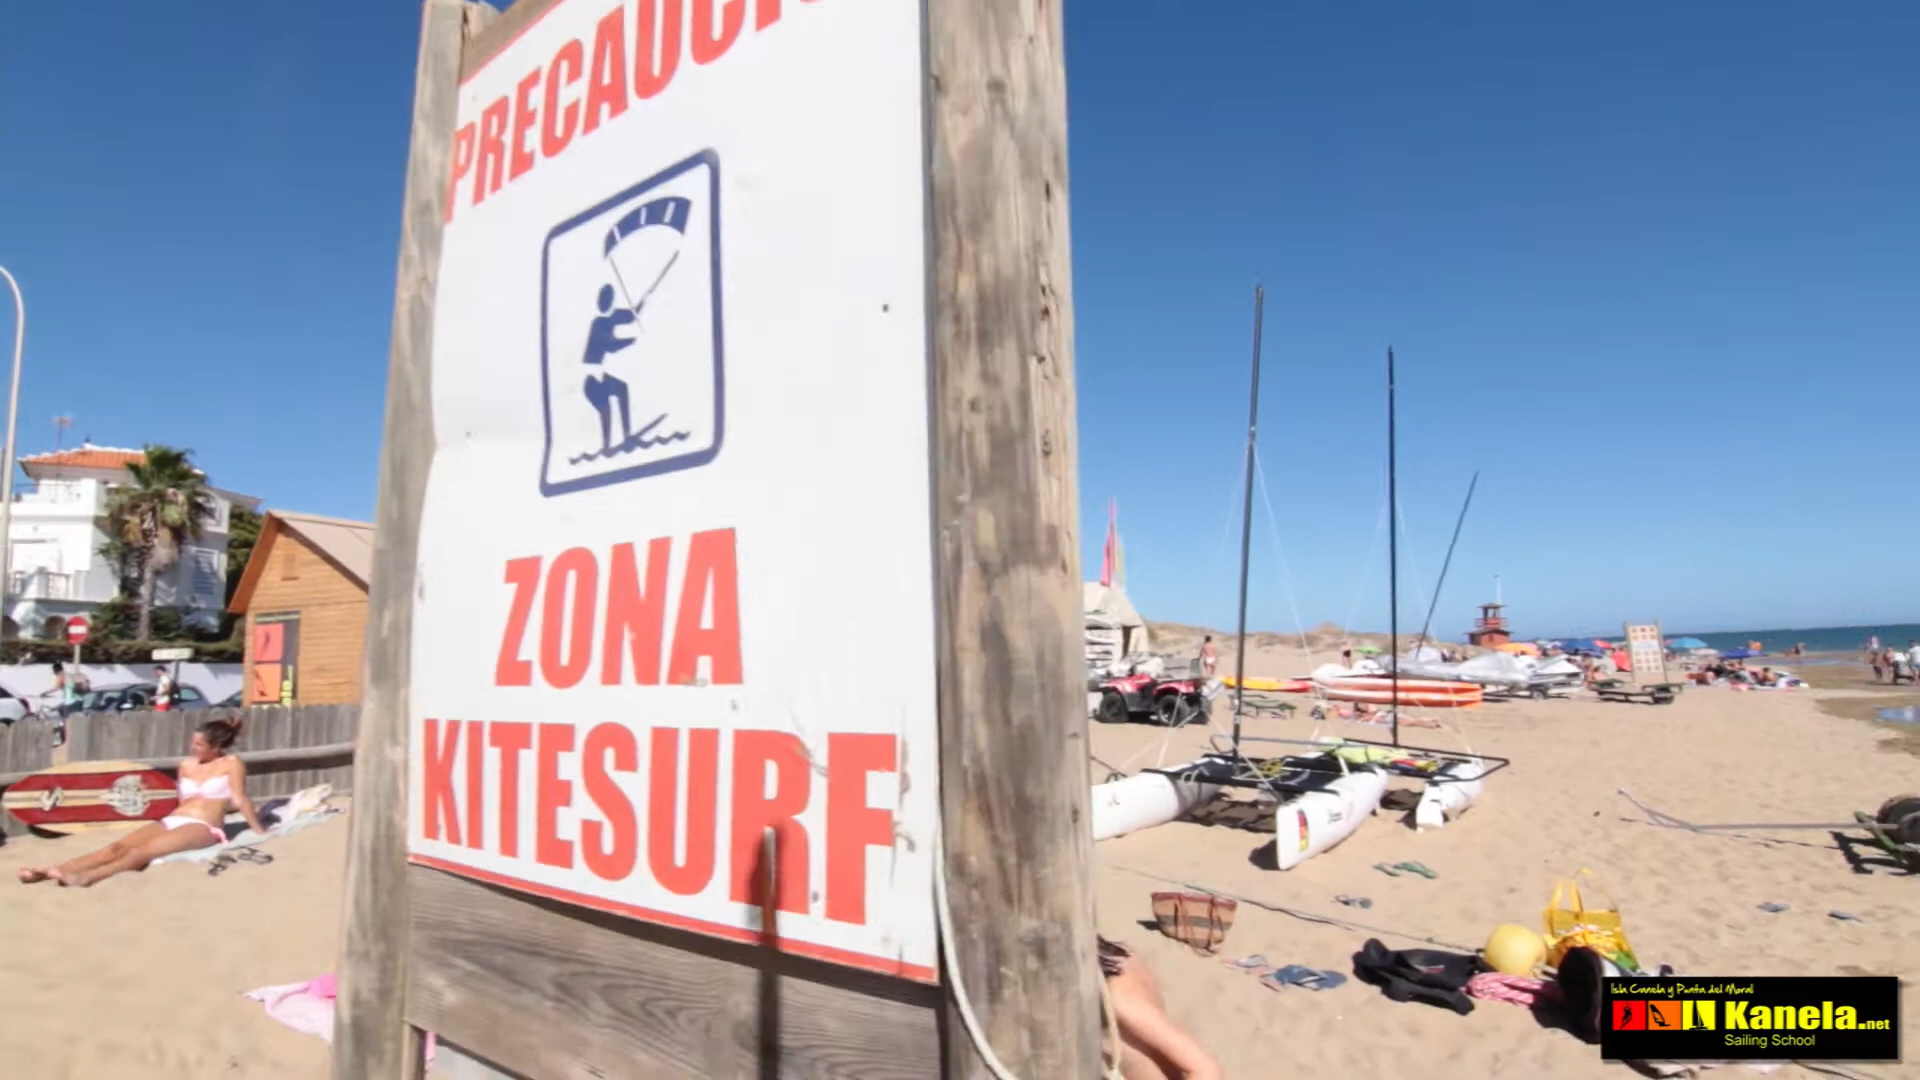 PRECAUCI
ZONA
KITESURF
Isla Canela y Punta del Moral
Kanela.net
Sailing School